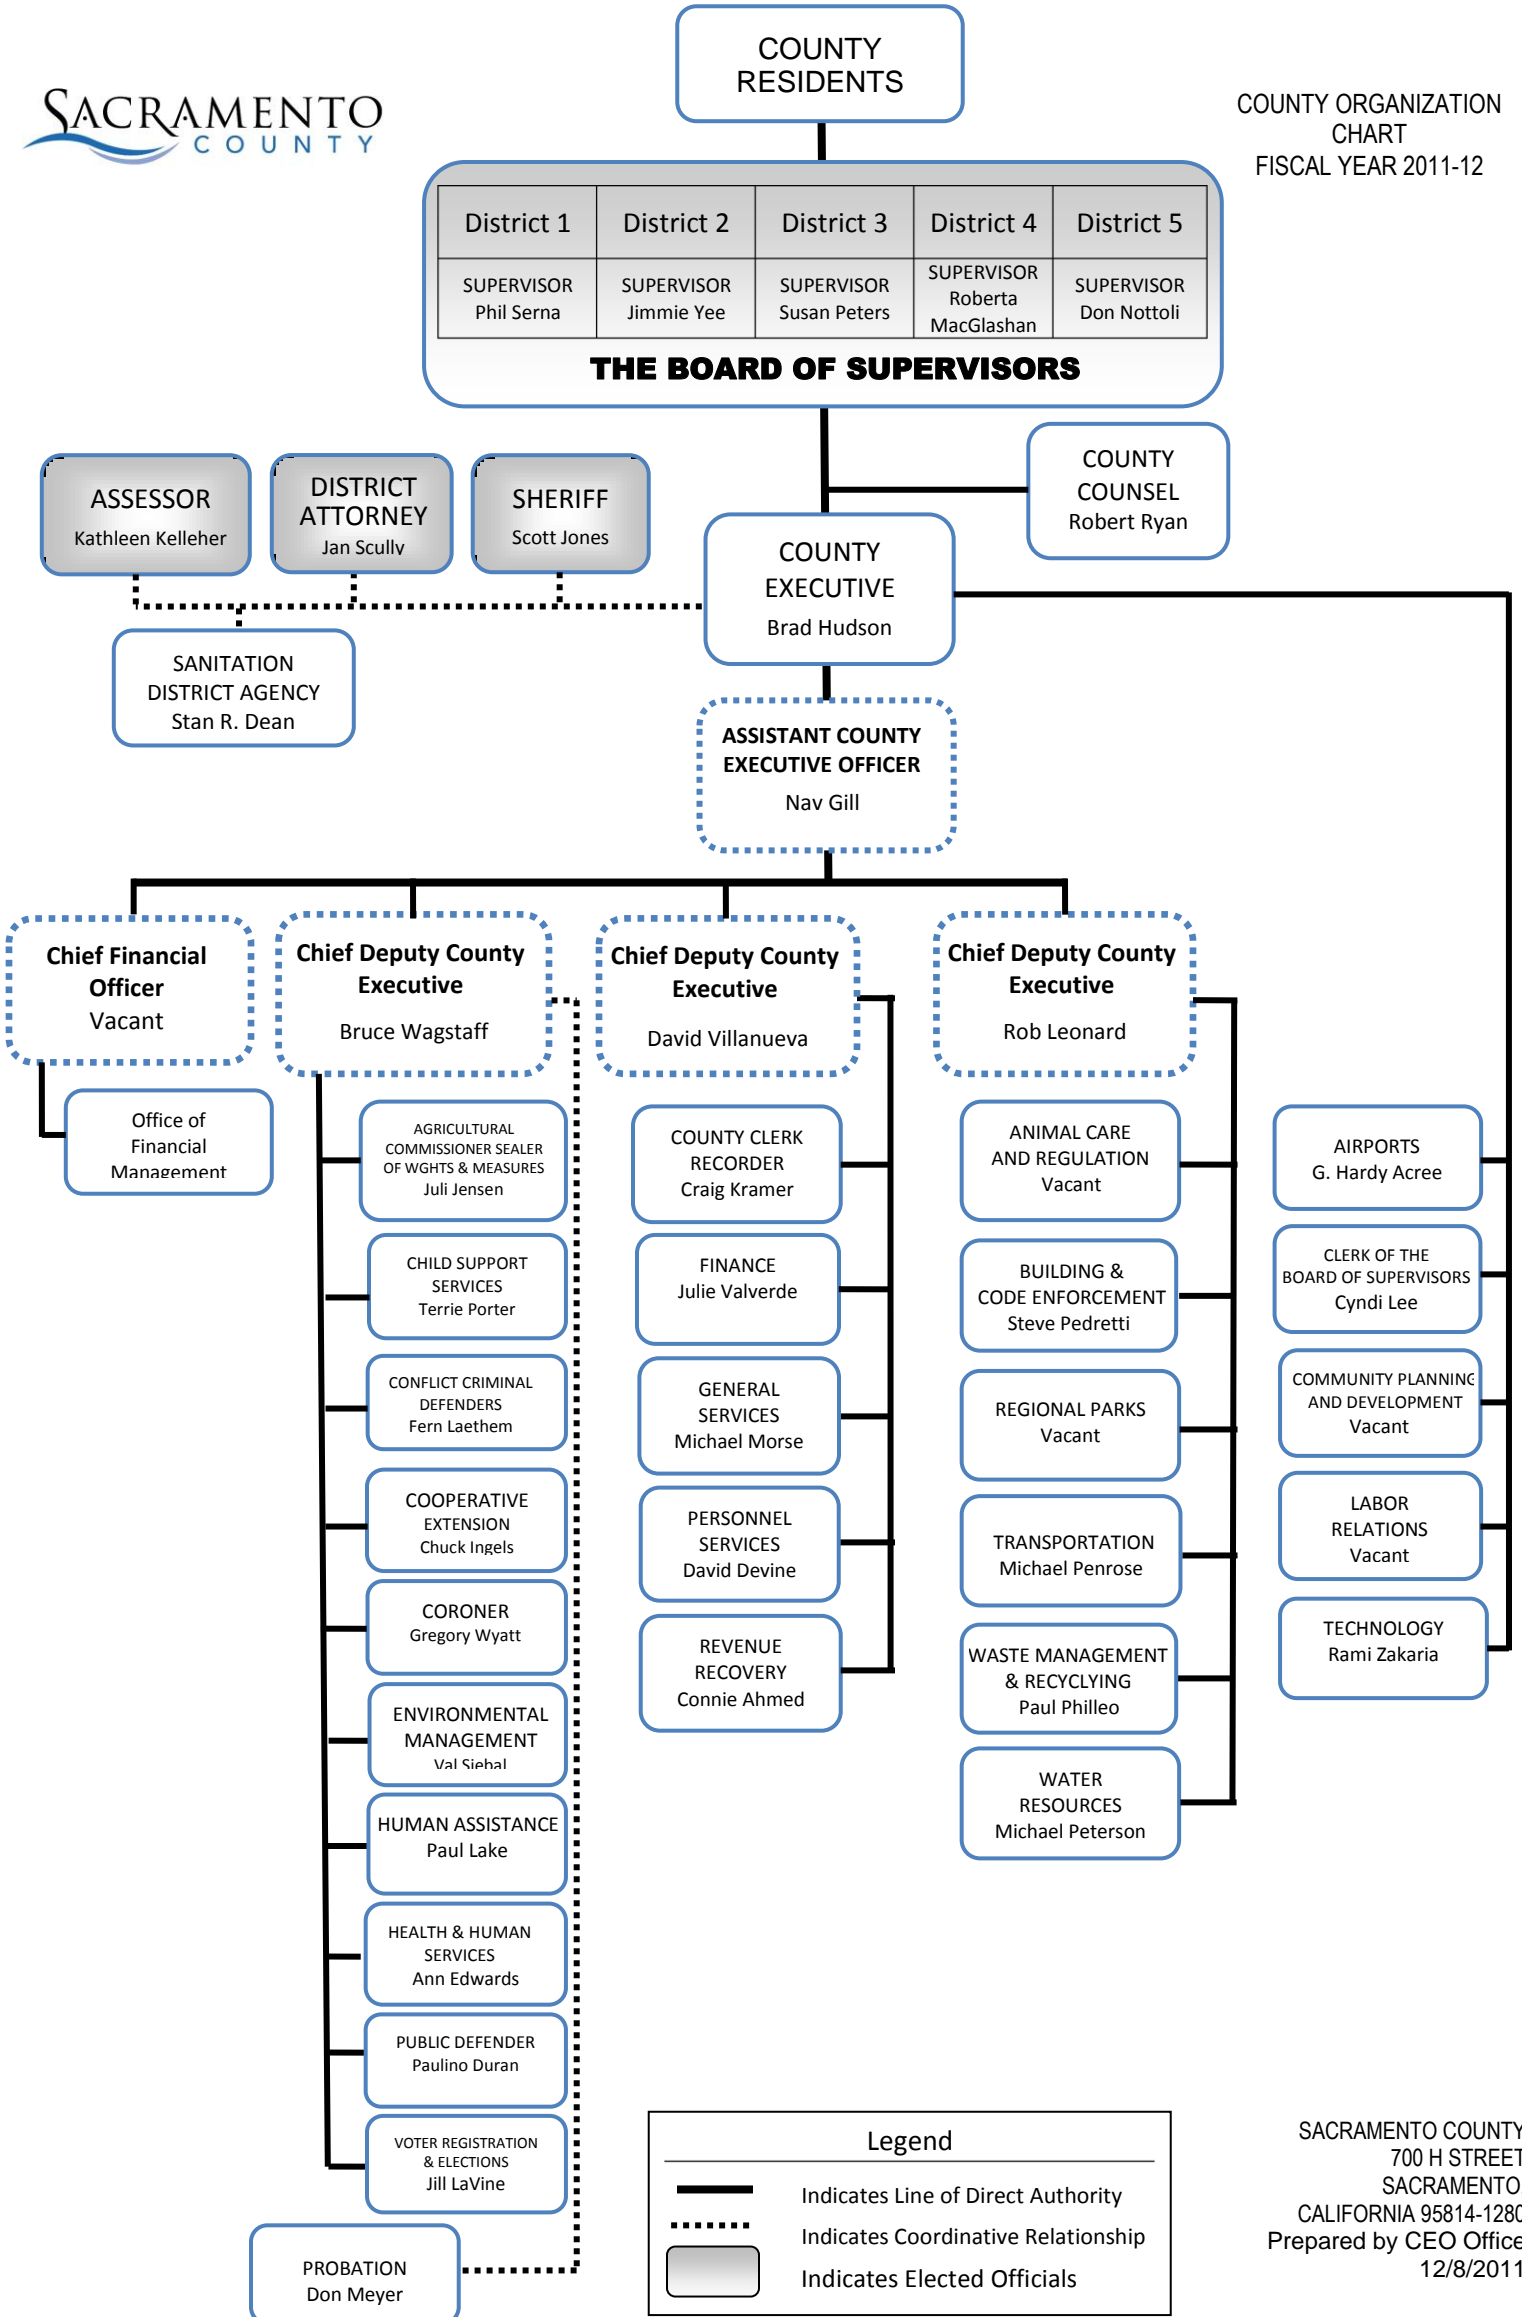 COUNTY
RESIDENTS
SACRAMENTO
COUNTY
COUNTY ORGANIZATION
CHART
FISCAL YEAR 2011-12
District 1
District 2
District 3
District 4
District 5
SUPERVISOR
Phil Serna
SUPERVISOR
Jimmie Yee
SUPERVISOR
Susan Peters
SUPERVISOR
Roberta
MacGlashan
SUPERVISOR
Don Nottoli
THE BOARD OF SUPERVISORS
ASSESSOR
Kathleen Kelleher
DISTRICT
ATTORNEY
Jan Scully
SHERIFF
Scott Jones
COUNTY
COUNSEL
Robert Ryan
COUNTY
EXECUTIVE
Brad Hudson
SANITATION
DISTRICT AGENCY
Stan R. Dean
ASSISTANT COUNTY
EXECUTIVE OFFICER
Nav Gill
Chief Financial
Officer
Vacant
Chief Deputy County
Executive
Bruce Wagstaff
Chief Deputy County
Executive
David Villanueva
Chief Deputy County
Executive
Rob Leonard
Office of
Financial
Management
AGRICULTURAL
COMMISSIONER SEALER
OF WGHTS & MEASURES
Juli Jensen
CHILD SUPPORT
SERVICES
Terrie Porter
CONFLICT CRIMINAL
DEFENDERS
Fern Laethem
COOPERATIVE
EXTENSION
Chuck Ingels
CORONER
Gregory Wyatt
ENVIRONMENTAL
MANAGEMENT
Val Siebal
HUMAN ASSISTANCE
Paul Lake
HEALTH & HUMAN
SERVICES
Ann Edwards
PUBLIC DEFENDER
Paulino Duran
VOTER REGISTRATION
& ELECTIONS
Jill LaVine
PROBATION
Don Meyer
COUNTY CLERK
RECORDER
Craig Kramer
FINANCE
Julie Valverde
GENERAL
SERVICES
Michael Morse
PERSONNEL
SERVICES
David Devine
REVENUE
RECOVERY
Connie Ahmed
ANIMAL CARE
AND REGULATION
Vacant
BUILDING &
CODE ENFORCEMENT
Steve Pedretti
REGIONAL PARKS
Vacant
TRANSPORTATION
Michael Penrose
WASTE MANAGEMENT
& RECYCLYING
Paul Philleo
WATER
RESOURCES
Michael Peterson
AIRPORTS
G. Hardy Acree
CLERK OF THE
BOARD OF SUPERVISORS
Cyndi Lee
COMMUNITY PLANNING
AND DEVELOPMENT
Vacant
LABOR
RELATIONS
Vacant
TECHNOLOGY
Rami Zakaria
Legend
Indicates Line of Direct Authority
Indicates Coordinative Relationship
Indicates Elected Officials
SACRAMENTO COUNTY
700 H STREET
SACRAMENTO,
CALIFORNIA 95814-1280
Prepared by CEO Office
12/8/2011